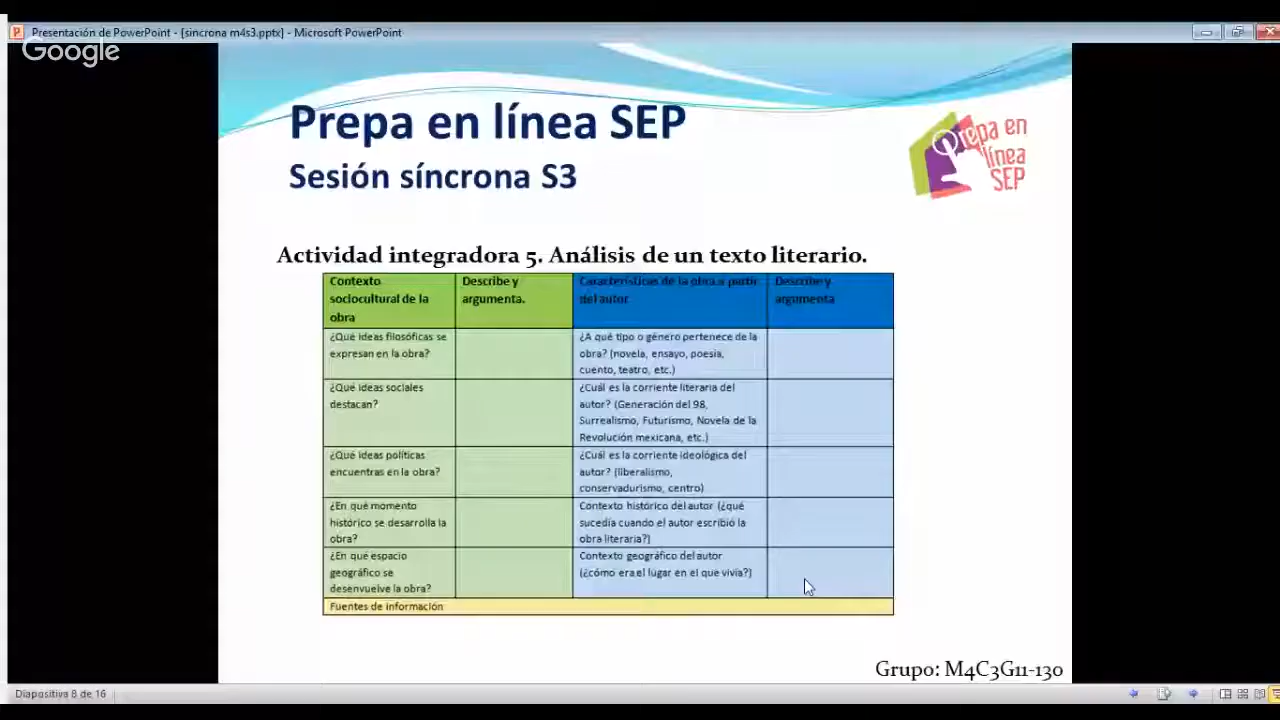 Presentación de PowerPoint - [sincrona m4s3.pptx] - Microsoft PowerPoint
Google
Prepa en línea SEP
Sesión síncrona S3
Prepa en
línea
SEP
Actividad integradora 5. Análisis de un texto literario.
Contexto
sociocultural de la
obra
Describe y
argumenta.
Características de la obra a partir
del autor
Describe y
argumenta
¿Qué ideas filosóficas se
expresan en la obra?
¿A qué tipo o género pertenece de la
obra? (novela, ensayo, poesía,
cuento, teatro, etc.)
¿Qué ideas sociales
destacan?
¿Cuál es la corriente literaria del
autor? (Generación del 98,
Surrealismo, Futurismo, Novela de la
Revolución mexicana, etc.)
¿Qué ideas políticas
encuentras en la obra?
¿Cuál es la corriente ideológica del
autor? (liberalismo,
conservadurismo, centro)
¿En qué momento
histórico se desarrolla la
obra?
Contexto histórico del autor (¿qué
sucedía cuando el autor escribió la
obra literaria?)
¿En qué espacio
geográfico se
desenvuelve la obra?
Contexto geográfico del autor
(¿cómo era el lugar en el que vivía?)
Fuentes de información
Grupo: M4C3G11-130
Diapositiva 8 de 16